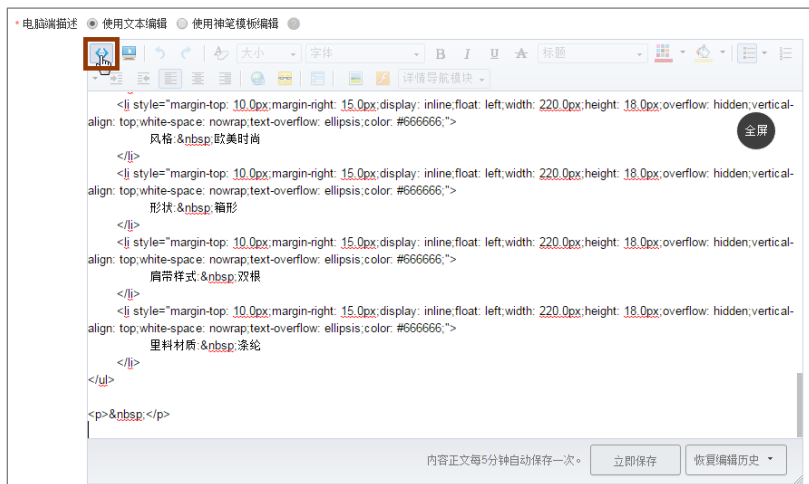 * 电脑端描述 使用文本编辑 使用神笔模板编辑
大小 字体 B I U A 标题
详情导航模块
<li style="margin-top: 10.0px;margin-right: 15.0px;display: inline;float: left;width: 220.0px;height: 18.0px;overflow: hidden;vertical-
align: top;white-space: nowrap;text-overflow: ellipsis;color: #666666;">
风格:&nbsp;欧美时尚
全屏
</li>
<li style="margin-top: 10.0px;margin-right: 15.0px;display: inline;float: left;width: 220.0px;height: 18.0px;overflow: hidden;vertical-
align: top;white-space: nowrap;text-overflow: ellipsis;color: #666666;">
形状:&nbsp;箱形
</li>
<li style="margin-top: 10.0px;margin-right: 15.0px;display: inline;float: left;width: 220.0px;height: 18.0px;overflow: hidden;vertical-
align: top;white-space: nowrap;text-overflow: ellipsis;color: #666666;">
肩带样式:&nbsp;双根
</li>
<li style="margin-top: 10.0px;margin-right: 15.0px;display: inline;float: left;width: 220.0px;height: 18.0px;overflow: hidden;vertical-
align: top;white-space: nowrap;text-overflow: ellipsis;color: #666666;">
里料材质:&nbsp;涤纶
</li>
</ul>
<p>&nbsp;</p>
内容正文每5分钟自动保存一次。 立即保存 恢复编辑历史